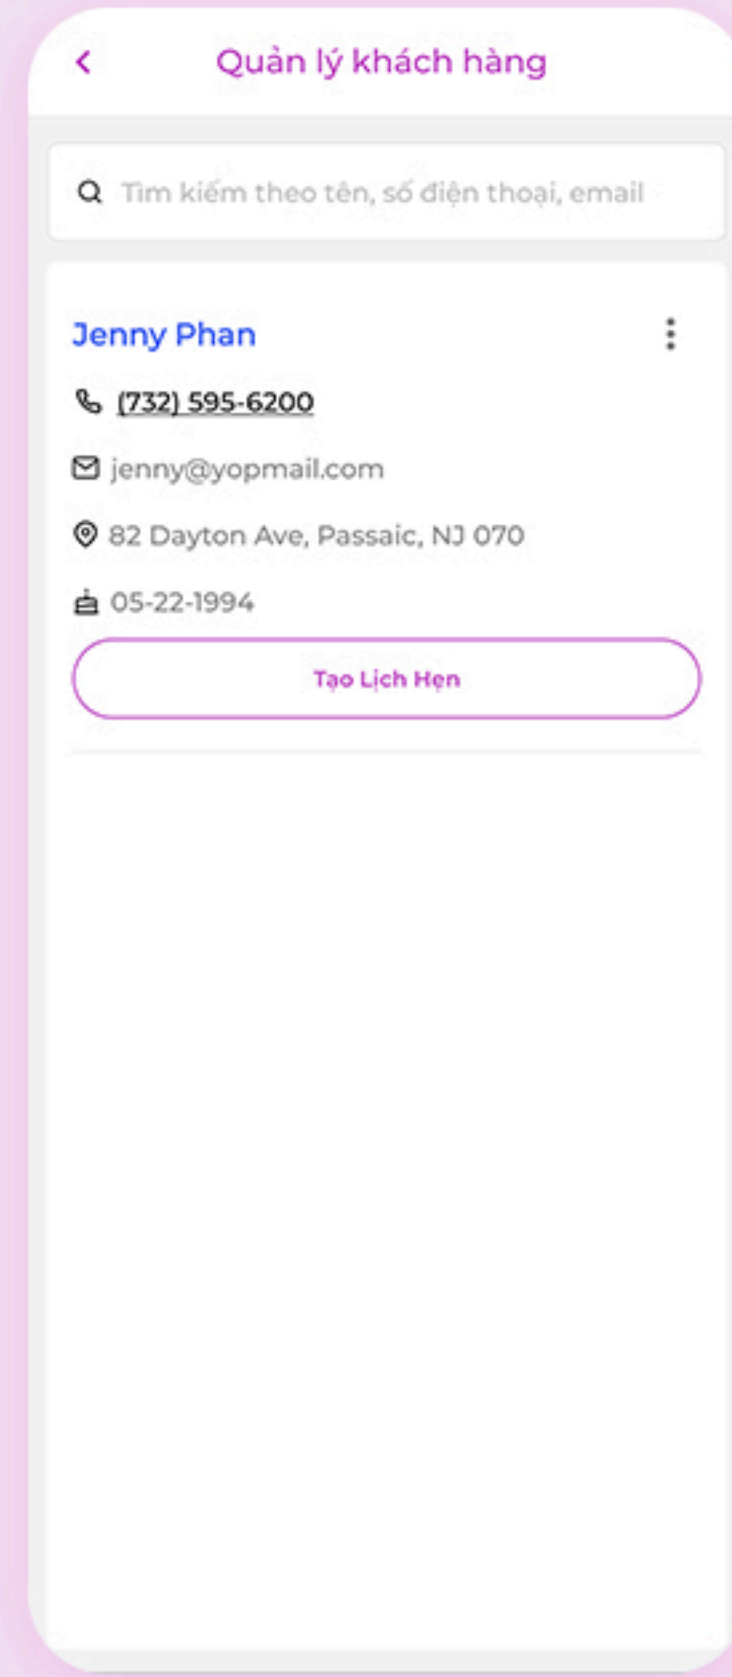 Quản lý khách hàng
Tìm kiếm theo tên, số điện thoại, email
Jenny Phan
(732) 595-6200
jenny@yopmail.com
82 Dayton Ave, Passaic, NJ 070
05-22-1994
Tạo Lịch Hẹn